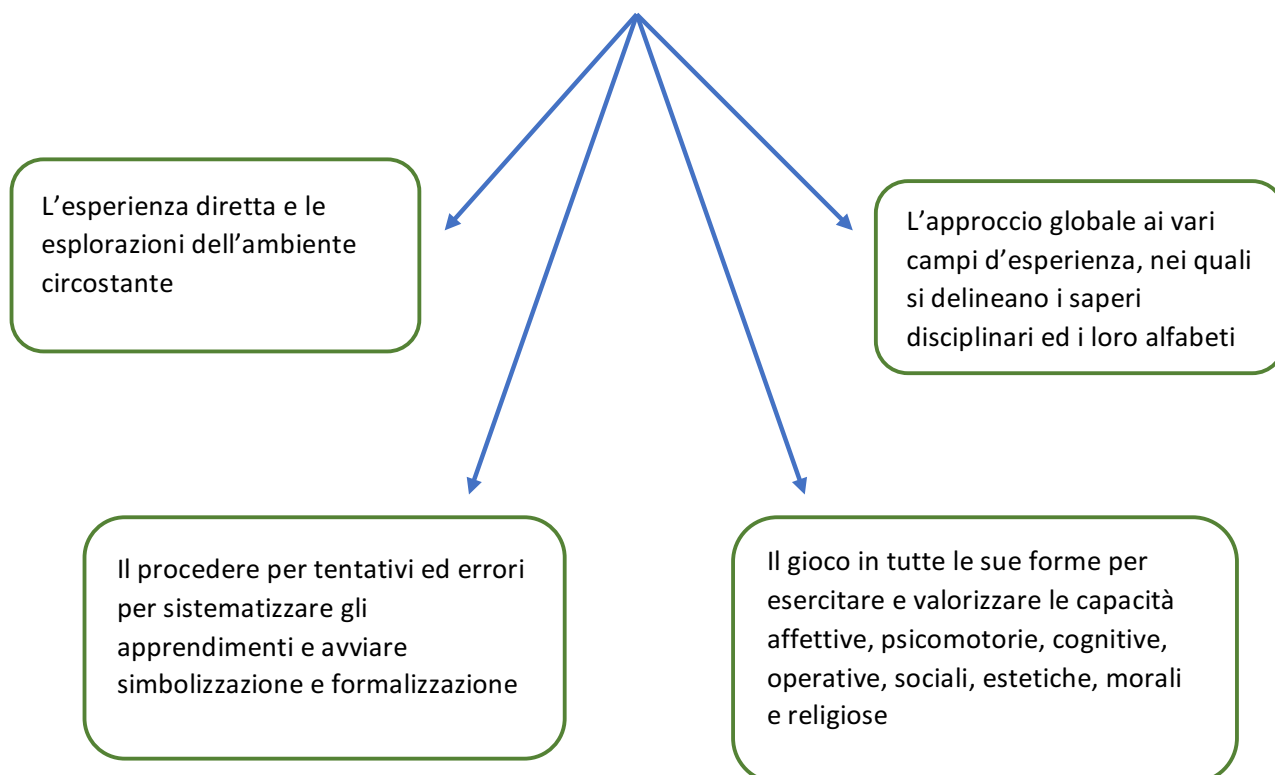 L’esperienza diretta e le
esplorazioni dell’ambiente
circostante
L’approccio globale ai vari
campi d’esperienza, nei quali
si delineano i saperi
disciplinari ed i loro alfabeti
Il procedere per tentativi ed errori
per sistematizzare gli
apprendimenti e avviare
simbolizzazione e formalizzazione
Il gioco in tutte le sue forme per
esercitare e valorizzare le capacità
affettive, psicomotorie, cognitive,
operative, sociali, estetiche, morali
e religiose